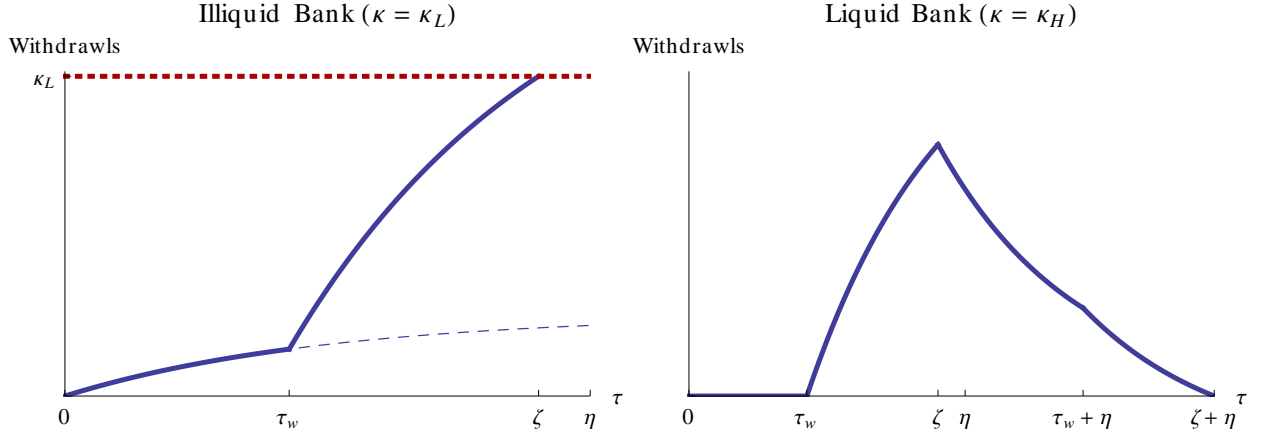 Illiquid Bank (κ = κ_L)
Withdrawls
κ_L
0 τ_w ζ η τ
Liquid Bank (κ = κ_H)
Withdrawls
0 τ_w ζ η τ_w + η ζ + η τ